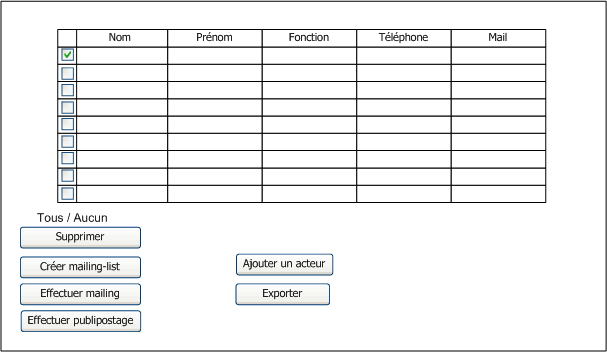 Nom Prénom Fonction Téléphone Mail
Tous / Aucun
Supprimer
Créer mailing-list
Ajouter un acteur
Effectuer mailing
Exporter
Effectuer publipostage